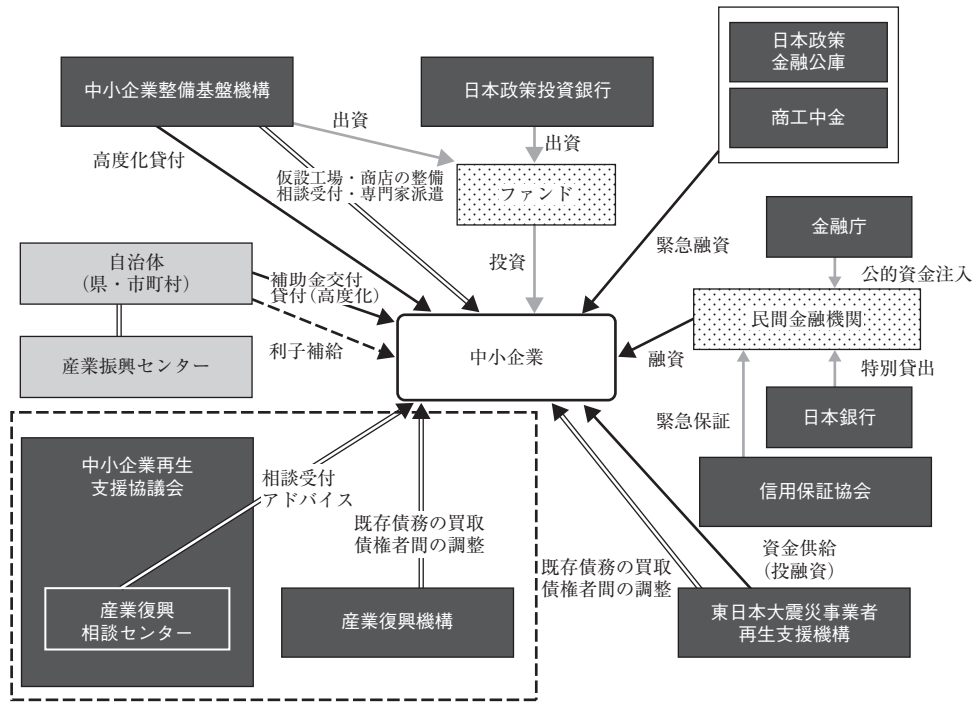 日本政策
金融公庫
商工中金
中小企業整備基盤機構
日本政策投資銀行
出資
出資
高度化貸付
仮設工場・商店の整備
相談受付・専門家派遣
ファンド
緊急融資
金融庁
公的資金注入
自治体
（県・市町村）
補助金交付
貸付（高度化）
投資
民間金融機関
利子補給
中小企業
融資
産業振興センター
特別貸出
緊急保証
日本銀行
中小企業再生
支援協議会
相談受付
アドバイス
信用保証協会
既存債務の買取
債権者間の調整
資金供給
（投融資）
既存債務の買取
債権者間の調整
産業復興
相談センター
産業復興機構
東日本大震災事業者
再生支援機構